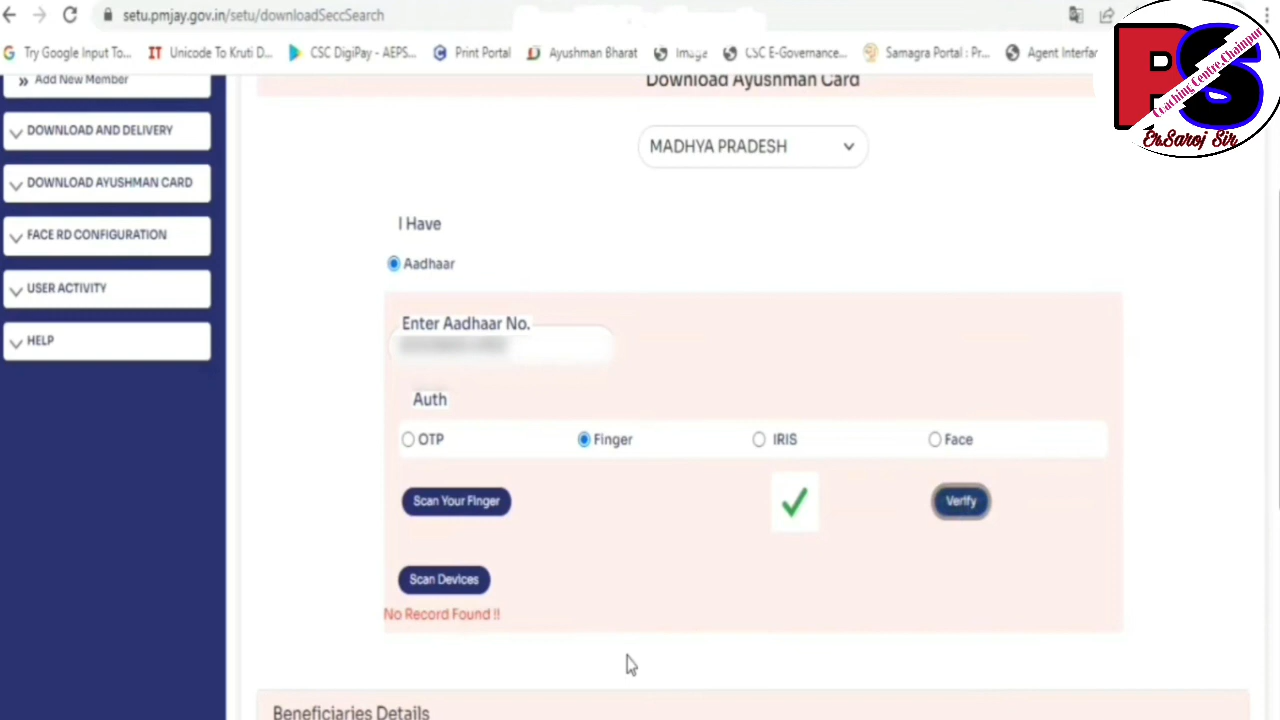 setu.pmjay.gov.in/setu/downloadSeccSearch
Try Google Input To... Unicode To Kruti D... CSC DigiPay - AEPS... Print Portal Ayushman Bharat Image CSC E-Governance... Samagra Portal : Pr... Agent Interfar
PS
Coaching Centre, Chainpur
Er.Saroj Sir
Add New Member
DOWNLOAD AND DELIVERY
DOWNLOAD AYUSHMAN CARD
FACE RD CONFIGURATION
USER ACTIVITY
HELP
Download Ayushman Card
MADHYA PRADESH
I Have
Aadhaar
Enter Aadhaar No.
Auth
OTP Finger IRIS Face
Scan Your Finger Verify
Scan Devices
No Record Found !!
Beneficiaries Details